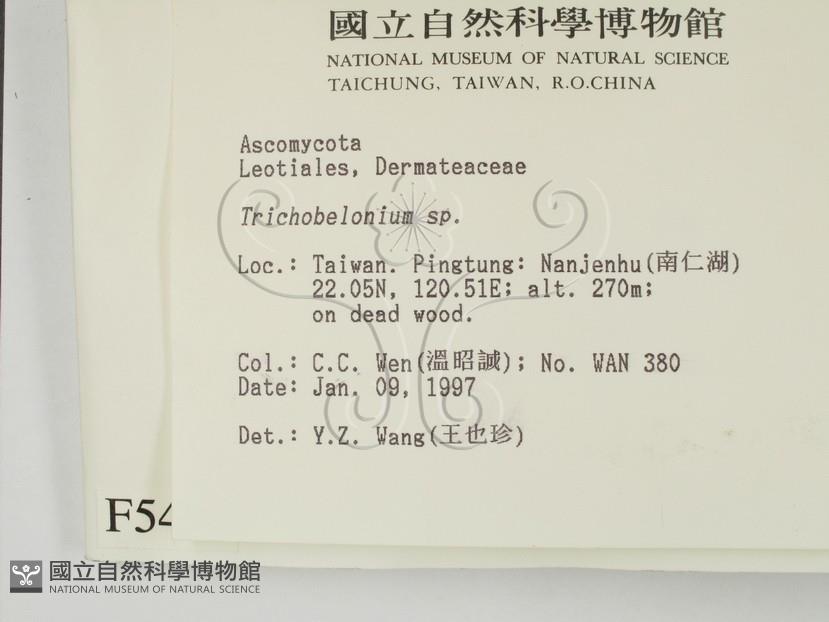 國立自然科學博物館
NATIONAL MUSEUM OF NATURAL SCIENCE
TAICHUNG, TAIWAN, R.O.CHINA
Ascomycota
Leotiales, Dermateaceae
Trichobelonium sp.
Loc.: Taiwan. Pingtung: Nanjenhu(南仁湖)
22.05N, 120.51E; alt. 270m;
on dead wood.
Col.: C.C. Wen(溫昭誠); No. WAN 380
Date: Jan. 09, 1997
Det.: Y.Z. Wang(王也珍)
F54
國立自然科學博物館
NATIONAL MUSEUM OF NATURAL SCIENCE